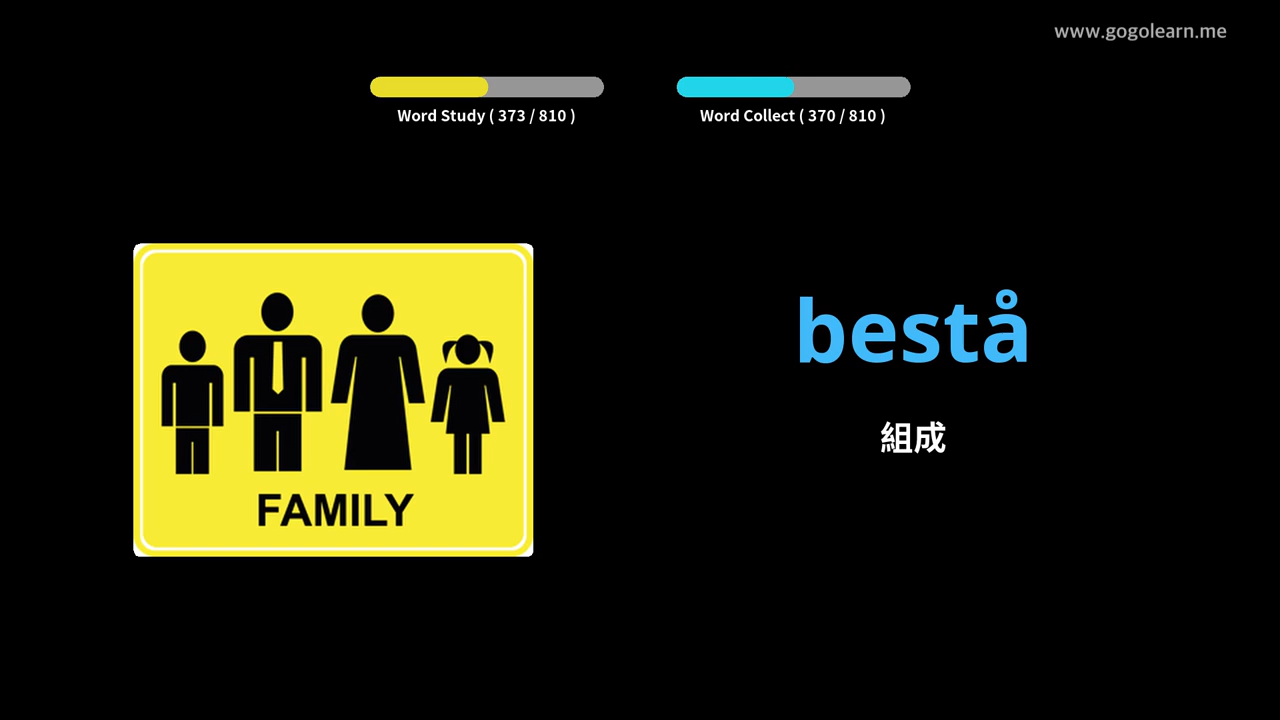 www.gogolearn.me
Word Study ( 373 / 810 )
Word Collect ( 370 / 810 )
FAMILY
bestå
組成